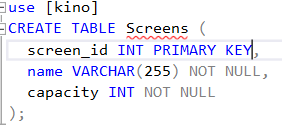 use [kino]
CREATE TABLE Screens (
screen_id INT PRIMARY KEY,
name VARCHAR(255) NOT NULL,
capacity INT NOT NULL
);